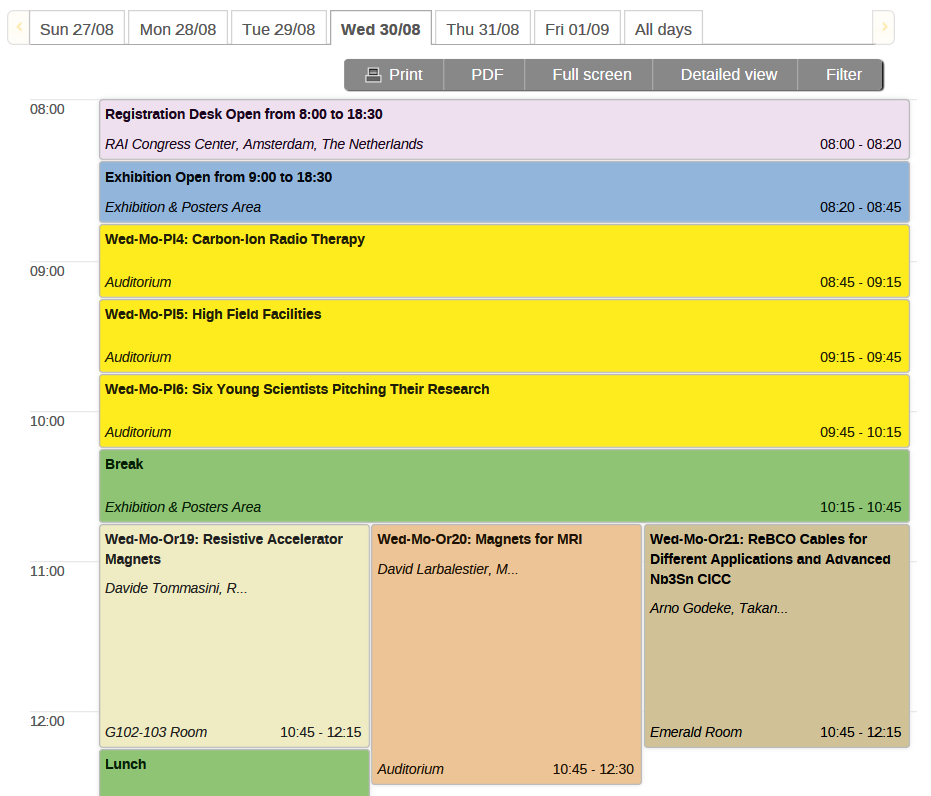 Sun 27/08 Mon 28/08 Tue 29/08 Wed 30/08 Thu 31/08 Fri 01/09 All days
Print PDF Full screen Detailed view Filter
08:00
Registration Desk Open from 8:00 to 18:30
RAI Congress Center, Amsterdam, The Netherlands 08:00 - 08:20
Exhibition Open from 9:00 to 18:30
Exhibition & Posters Area 08:20 - 08:45
Wed-Mo-Pl4: Carbon-Ion Radio Therapy
09:00
Auditorium 08:45 - 09:15
Wed-Mo-Pl5: High Field Facilities
Auditorium 09:15 - 09:45
Wed-Mo-Pl6: Six Young Scientists Pitching Their Research
10:00
Auditorium 09:45 - 10:15
Break
Exhibition & Posters Area 10:15 - 10:45
11:00
Wed-Mo-Or19: Resistive Accelerator
Magnets
Davide Tommasini, R...
G102-103 Room 10:45 - 12:15
Wed-Mo-Or20: Magnets for MRI
David Larbalestier, M...
Auditorium 10:45 - 12:30
Wed-Mo-Or21: ReBCO Cables for
Different Applications and Advanced
Nb3Sn CICC
Arno Godeke, Takan...
Emerald Room 10:45 - 12:15
12:00
Lunch